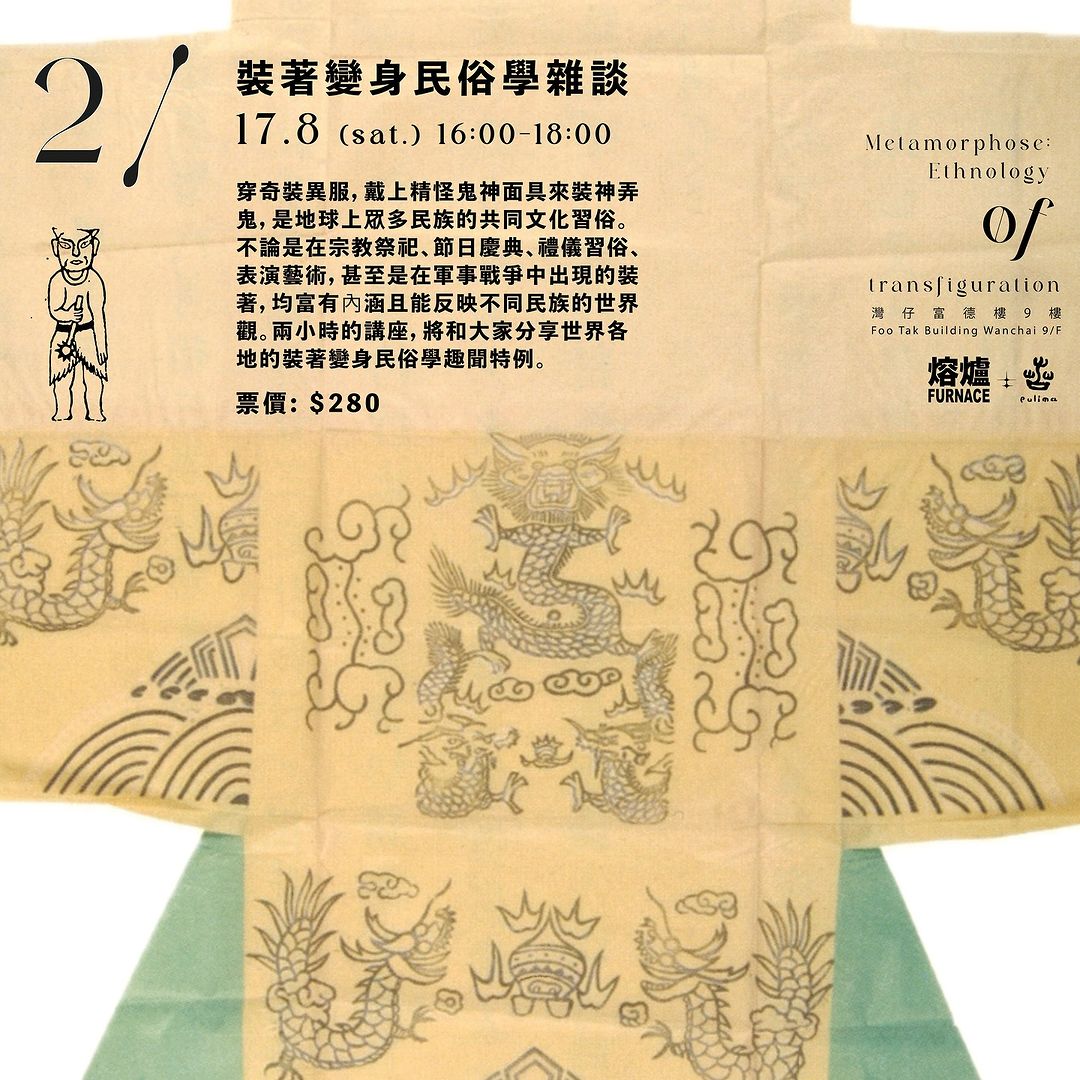 2/
裝著變身民俗學雜談
17.8 (sat.) 16:00-18:00
穿奇裝異服,戴上精怪鬼神面具來裝神弄
鬼,是地球上眾多民族的共同文化習俗。
不論是在宗教祭祀、節日慶典、禮儀習俗、
表演藝術,甚至是在軍事戰爭中出現的裝
著,均富有內涵且能反映不同民族的世界
觀。兩小時的講座,將和大家分享世界各
地的裝著變身民俗學趣聞特例。
票價: $280
Metamorphose:
Ethnology
Of
transfiguration
灣仔富德樓9樓
Foo Tak Building Wanchai 9/F
熔爐
FURNACE
pulima